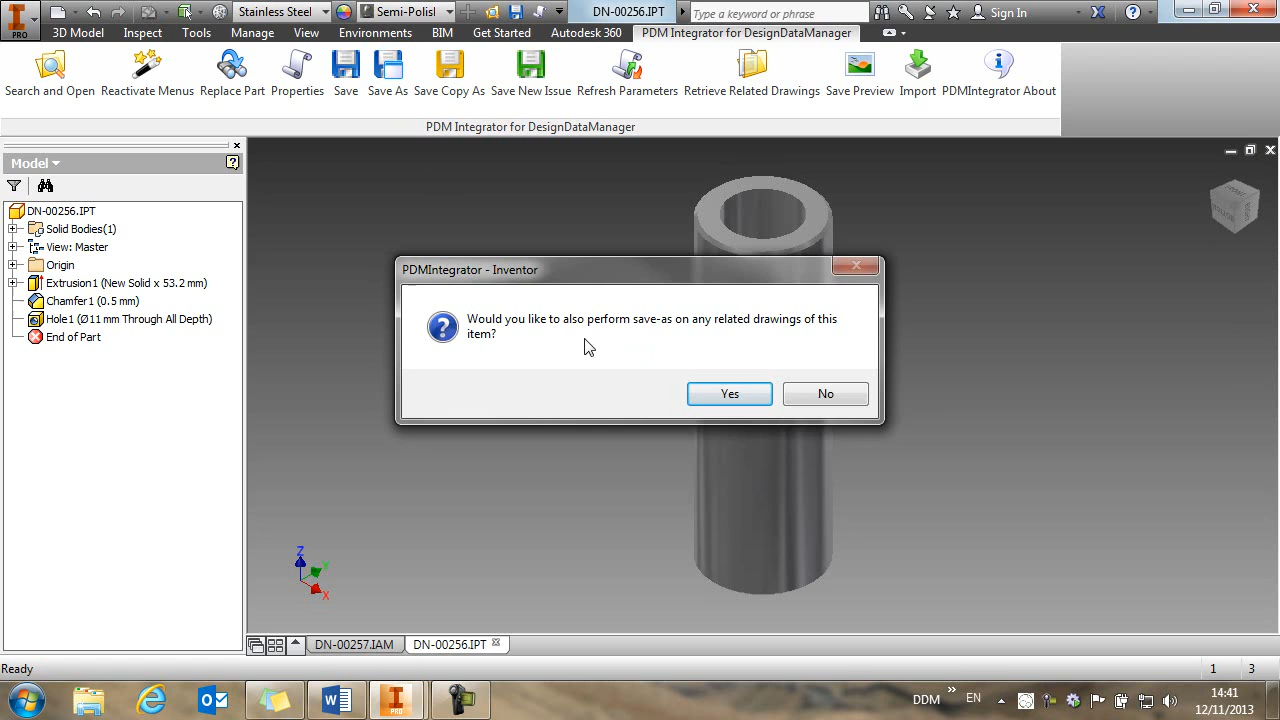 Stainless Steel
Semi-Polisl
DN-00256.IPT
Type a keyword or phrase
Sign In
PRO
3D Model
Inspect
Tools
Manage
View
Environments
BIM
Get Started
Autodesk 360
PDM Integrator for DesignDataManager
Search and Open
Reactivate Menus
Replace Part
Properties
Save
Save As
Save Copy As
Save New Issue
Refresh Parameters
Retrieve Related Drawings
Save Preview
Import
PDMIntegrator About
PDM Integrator for DesignDataManager
Model
DN-00256.IPT
Solid Bodies(1)
View: Master
Origin
Extrusion1 (New Solid x 53.2 mm)
Chamfer1 (0.5 mm)
Hole1 (Ø11 mm Through All Depth)
End of Part
PDMIntegrator - Inventor
Would you like to also perform save-as on any related drawings of this
item?
Yes
No
Z
Y
X
DN-00257.IAM
DN-00256.IPT
Ready
1
3
PRO
DDM
EN
14:41
12/11/2013